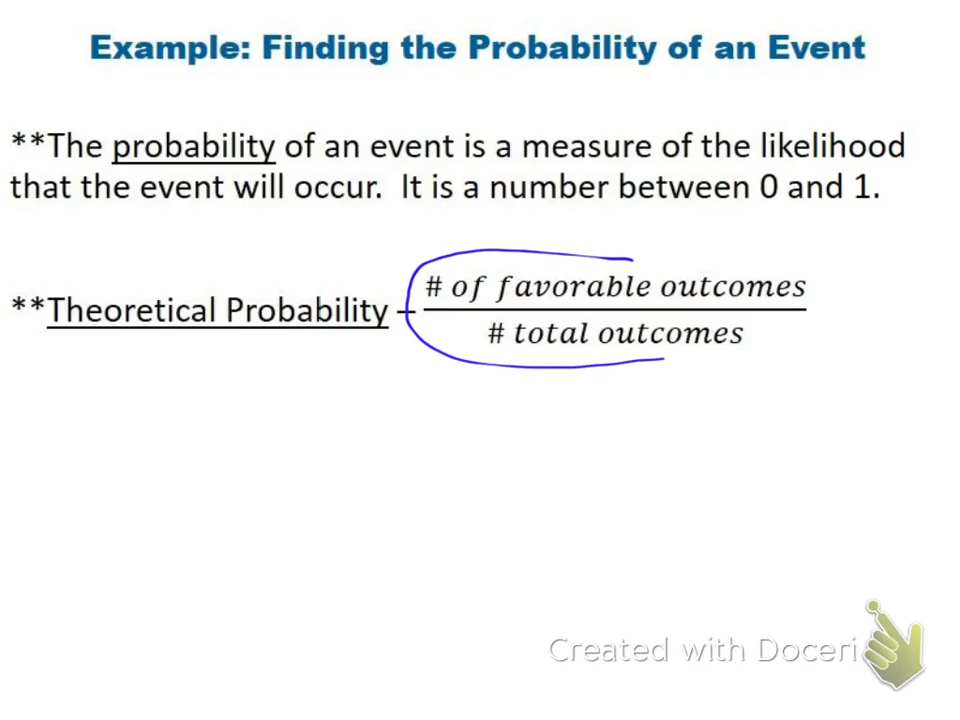 Example: Finding the Probability of an Event
**The probability of an event is a measure of the likelihood
that the event will occur. It is a number between 0 and 1.
# of favorable outcomes
**Theoretical Probability –
# total outcomes
Created with Doceri